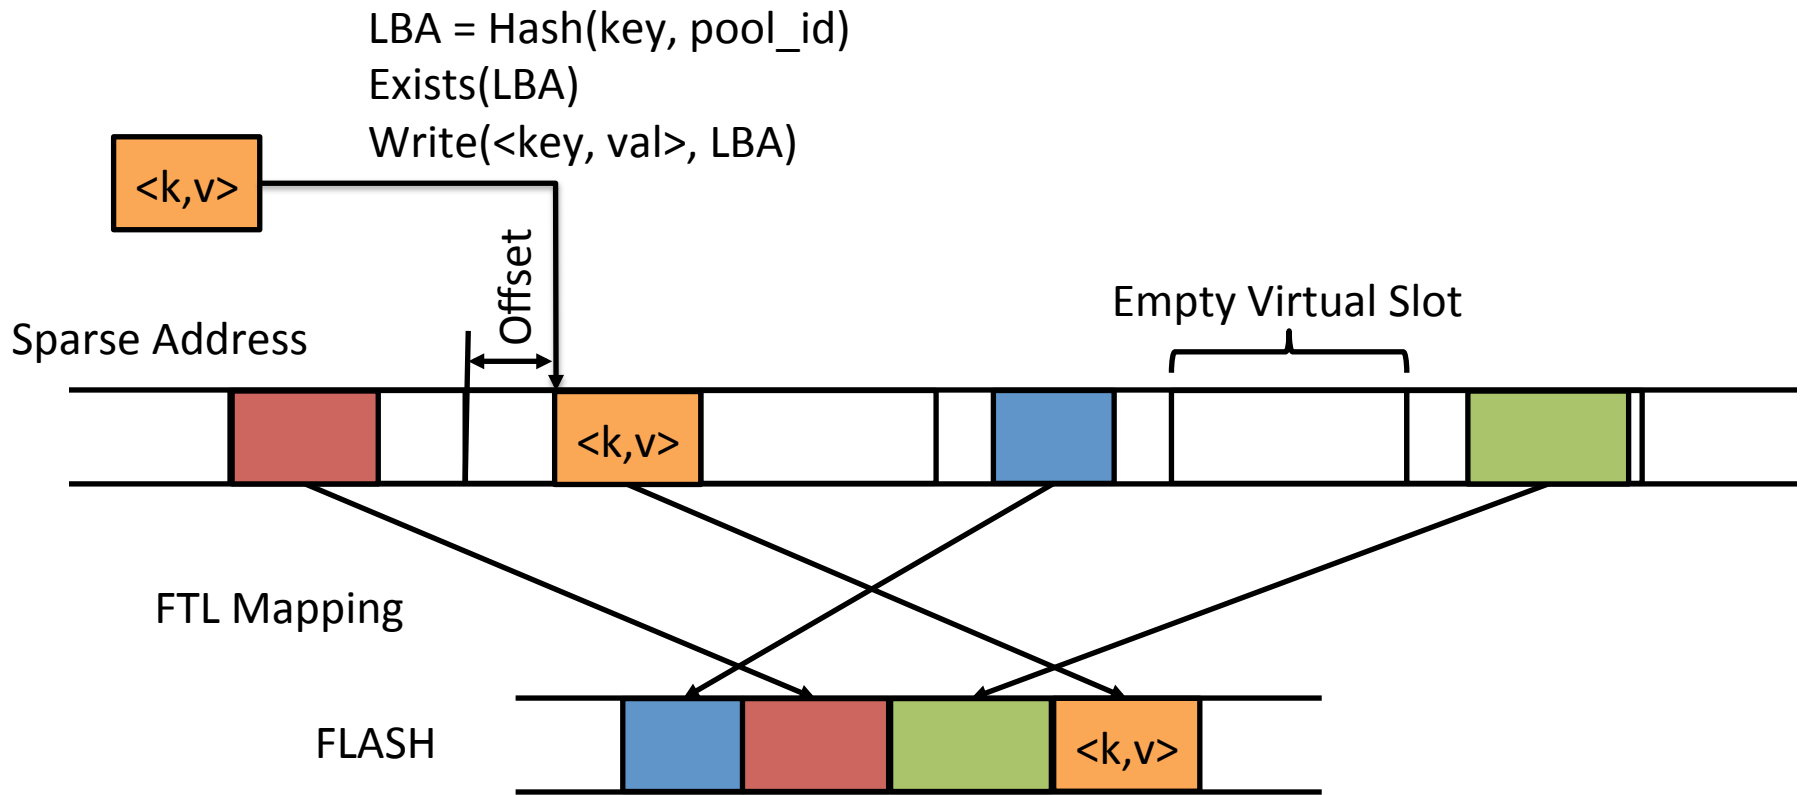 LBA = Hash(key, pool_id)
Exists(LBA)
Write(<key, val>, LBA)
<k,v>
Offset
Empty Virtual Slot
Sparse Address
<k,v>
FTL Mapping
FLASH
<k,v>